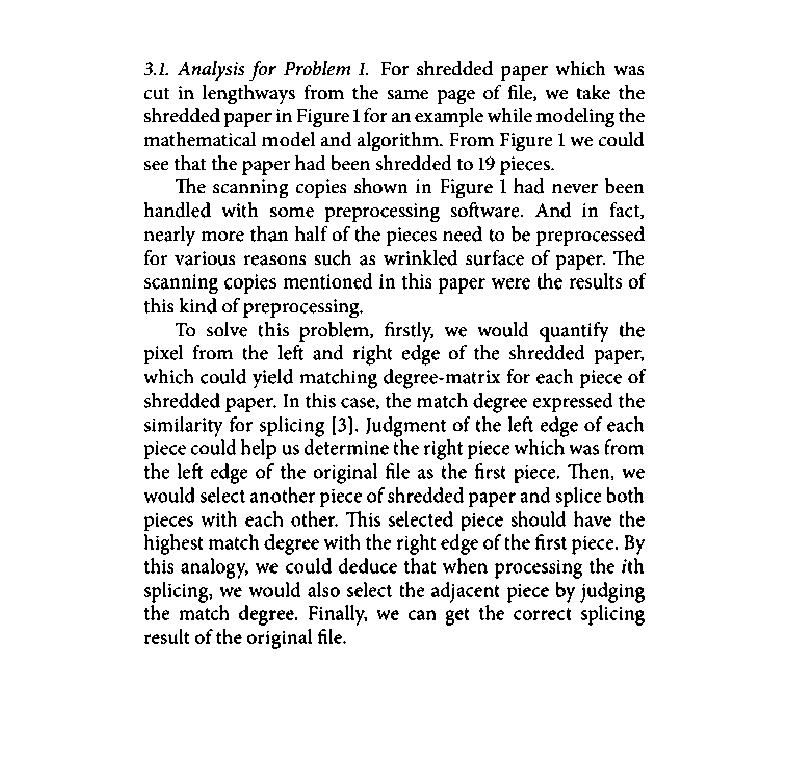 3.1. Analysis for Problem 1. For shredded paper which was
cut in lengthways from the same page of file, we take the
shredded paper in Figure 1 for an example while modeling the
mathematical model and algorithm. From Figure 1 we could
see that the paper had been shredded to 19 pieces.
The scanning copies shown in Figure 1 had never been
handled with some preprocessing software. And in fact,
nearly more than half of the pieces need to be preprocessed
for various reasons such as wrinkled surface of paper. The
scanning copies mentioned in this paper were the results of
this kind of preprocessing.
To solve this problem, firstly, we would quantify the
pixel from the left and right edge of the shredded paper,
which could yield matching degree-matrix for each piece of
shredded paper. In this case, the match degree expressed the
similarity for splicing [3]. Judgment of the left edge of each
piece could help us determine the right piece which was from
the left edge of the original file as the first piece. Then, we
would select another piece of shredded paper and splice both
pieces with each other. This selected piece should have the
highest match degree with the right edge of the first piece. By
this analogy, we could deduce that when processing the ith
splicing, we would also select the adjacent piece by judging
the match degree. Finally, we can get the correct splicing
result of the original file.